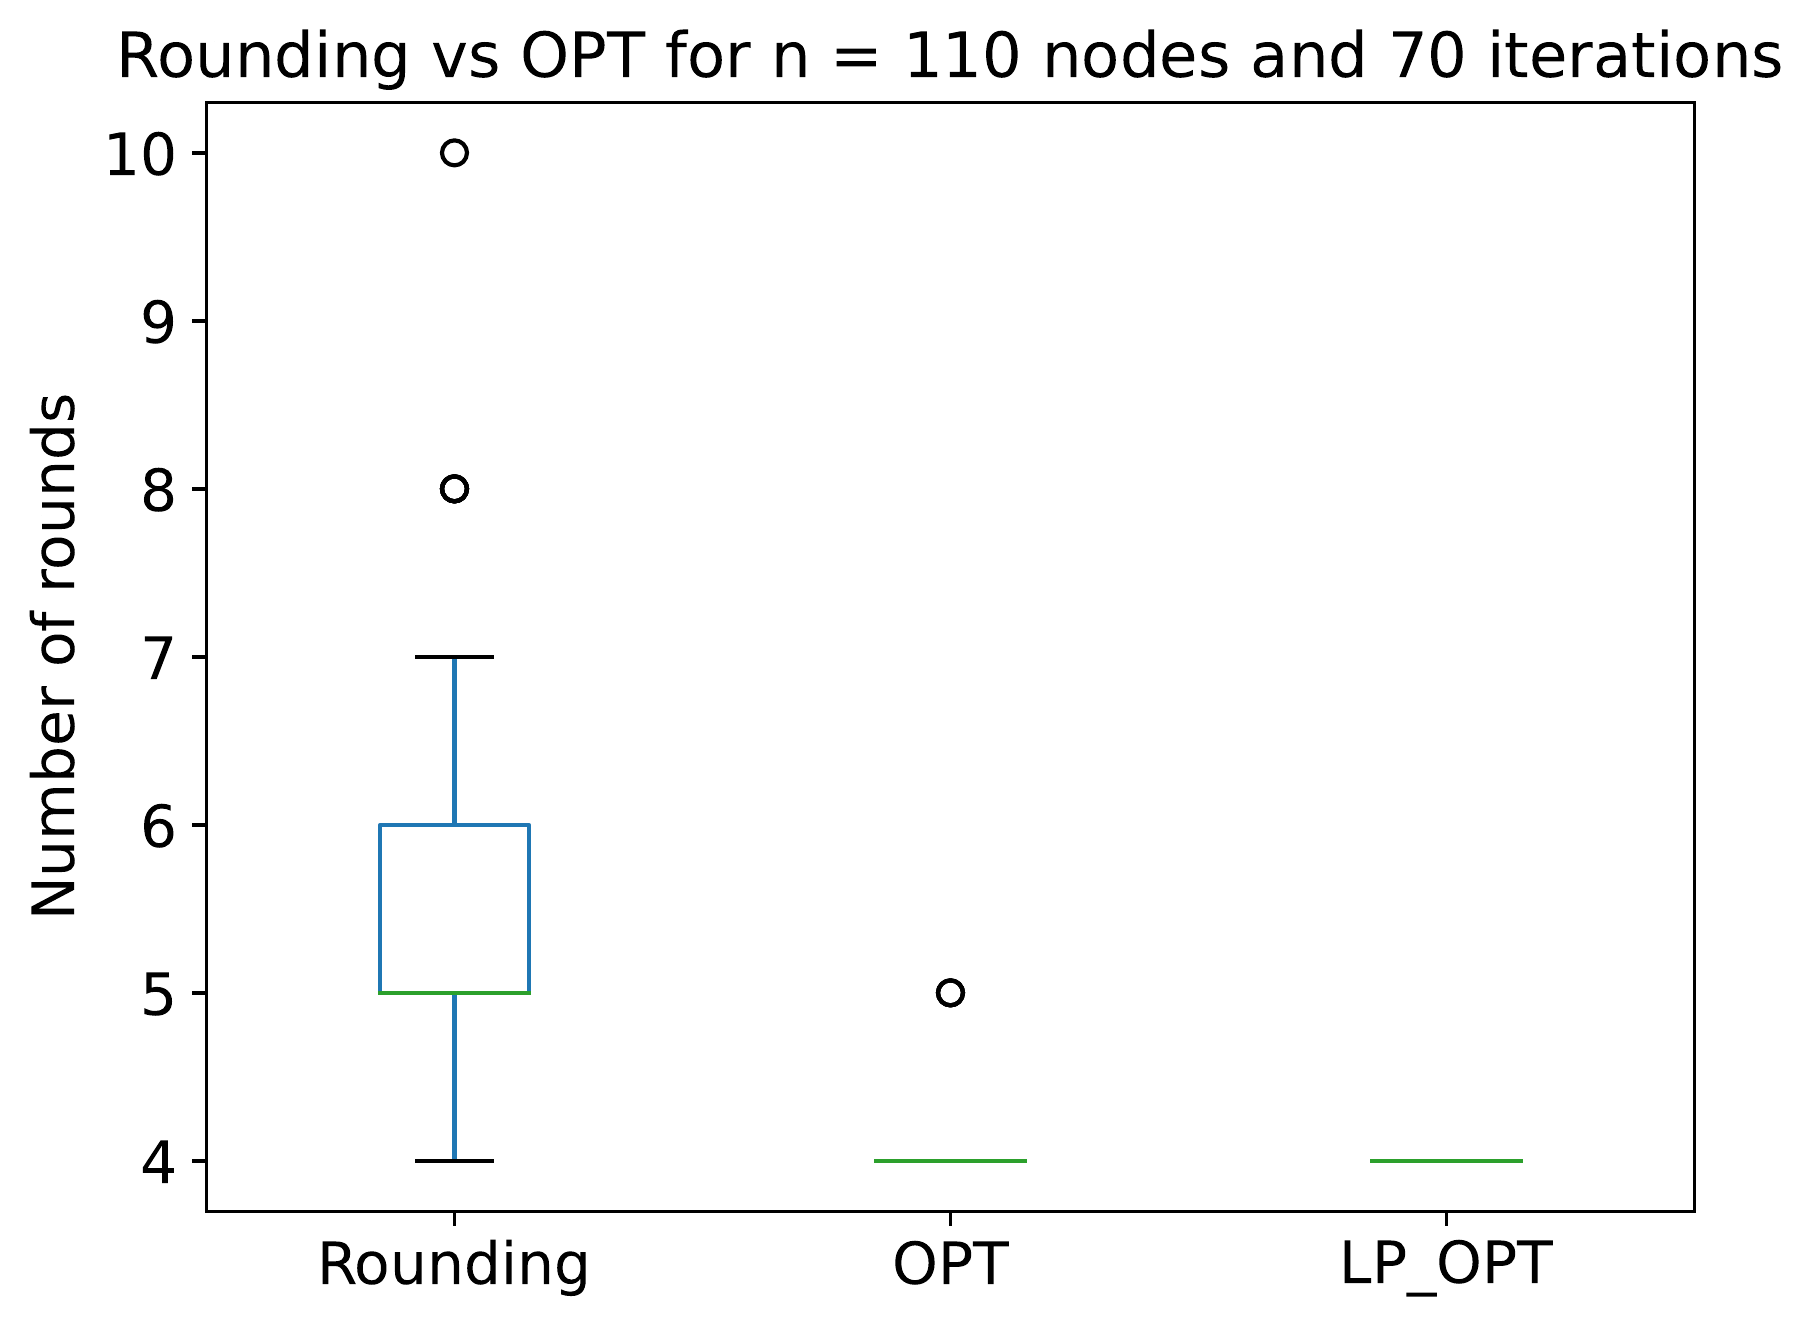 Rounding vs OPT for n = 110 nodes and 70 iterations
10
9
8
7
6
5
4
Number of rounds
Rounding
OPT
LP_OPT